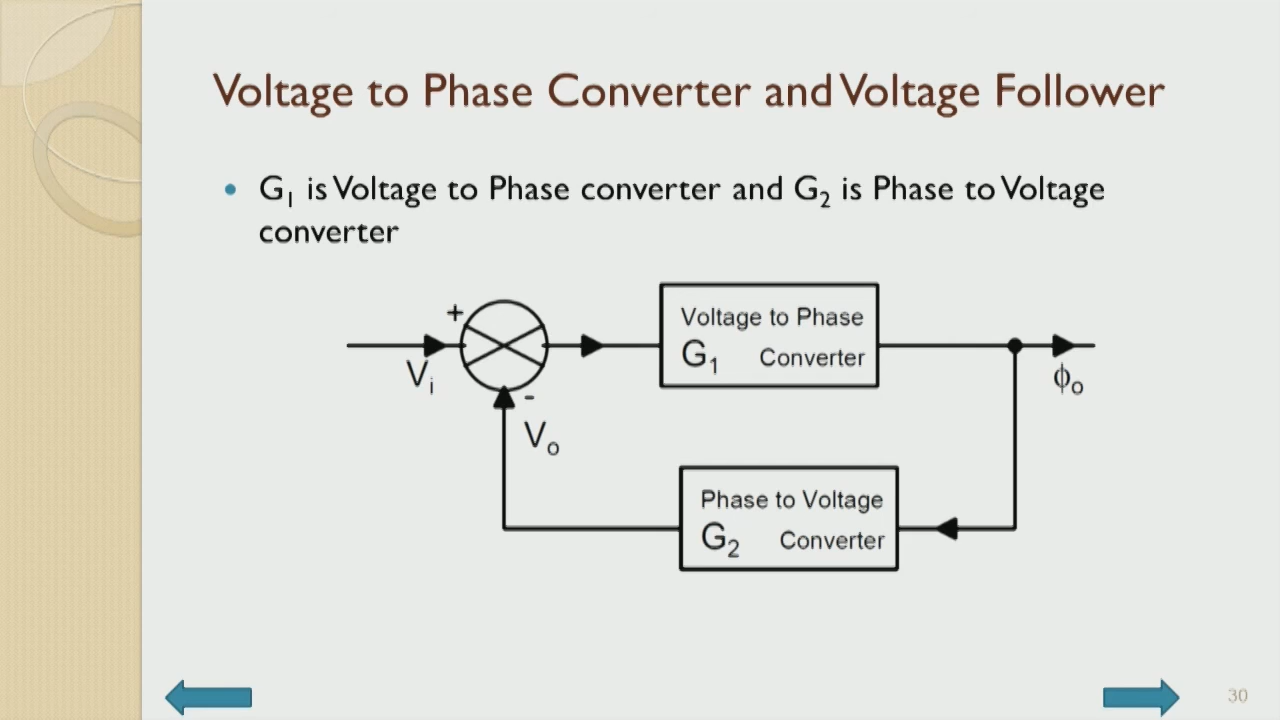 Voltage to Phase Converter and Voltage Follower
• G₁ is Voltage to Phase converter and G₂ is Phase to Voltage
converter
+
Vᵢ
-
Vₒ
Voltage to Phase
G₁ Converter
ϕₒ
Phase to Voltage
G₂ Converter
30